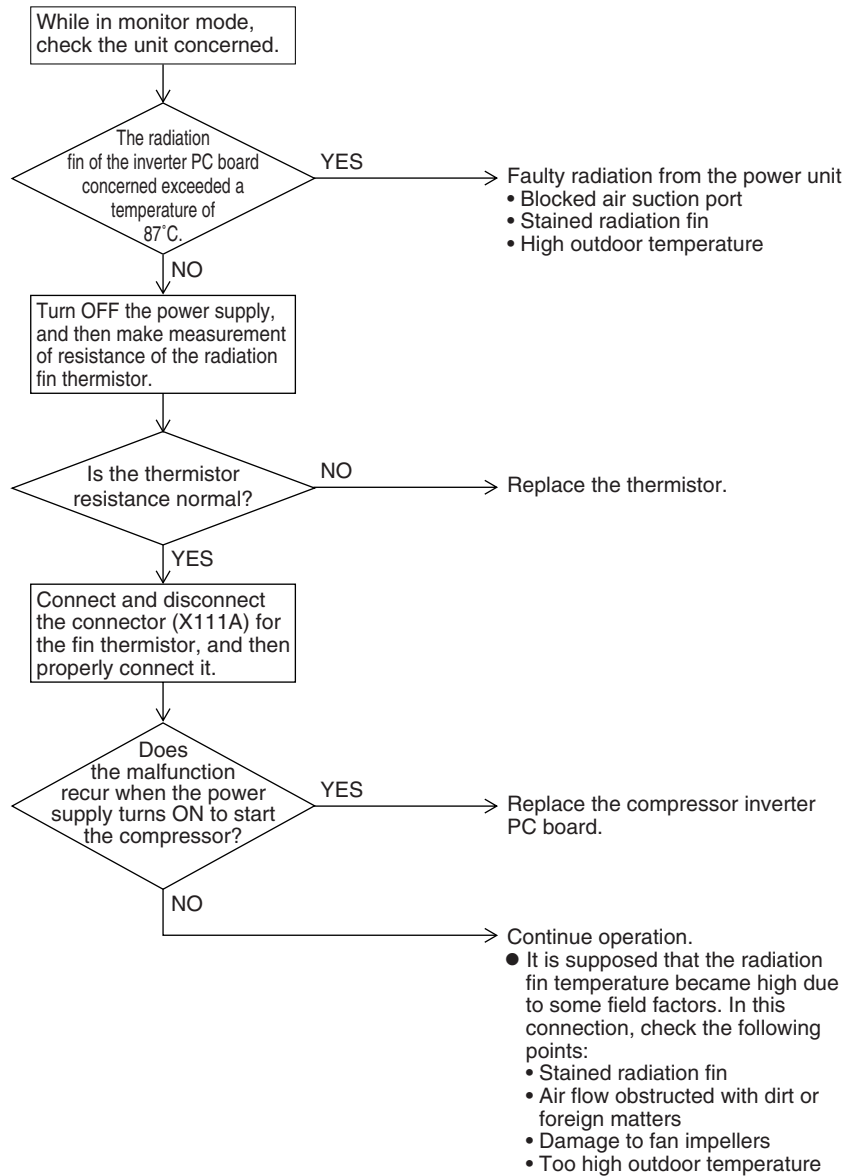 While in monitor mode,
check the unit concerned.
The radiation
fin of the inverter PC board
concerned exceeded a
temperature of
87˚C.
YES
Faulty radiation from the power unit
• Blocked air suction port
• Stained radiation fin
• High outdoor temperature
NO
Turn OFF the power supply,
and then make measurement
of resistance of the radiation
fin thermistor.
Is the thermistor
resistance normal?
NO
Replace the thermistor.
YES
Connect and disconnect
the connector (X111A) for
the fin thermistor, and then
properly connect it.
Does
the malfunction
recur when the power
supply turns ON to start
the compressor?
YES
Replace the compressor inverter
PC board.
NO
Continue operation.
● It is supposed that the radiation
fin temperature became high due
to some field factors. In this
connection, check the following
points:
• Stained radiation fin
• Air flow obstructed with dirt or
foreign matters
• Damage to fan impellers
• Too high outdoor temperature